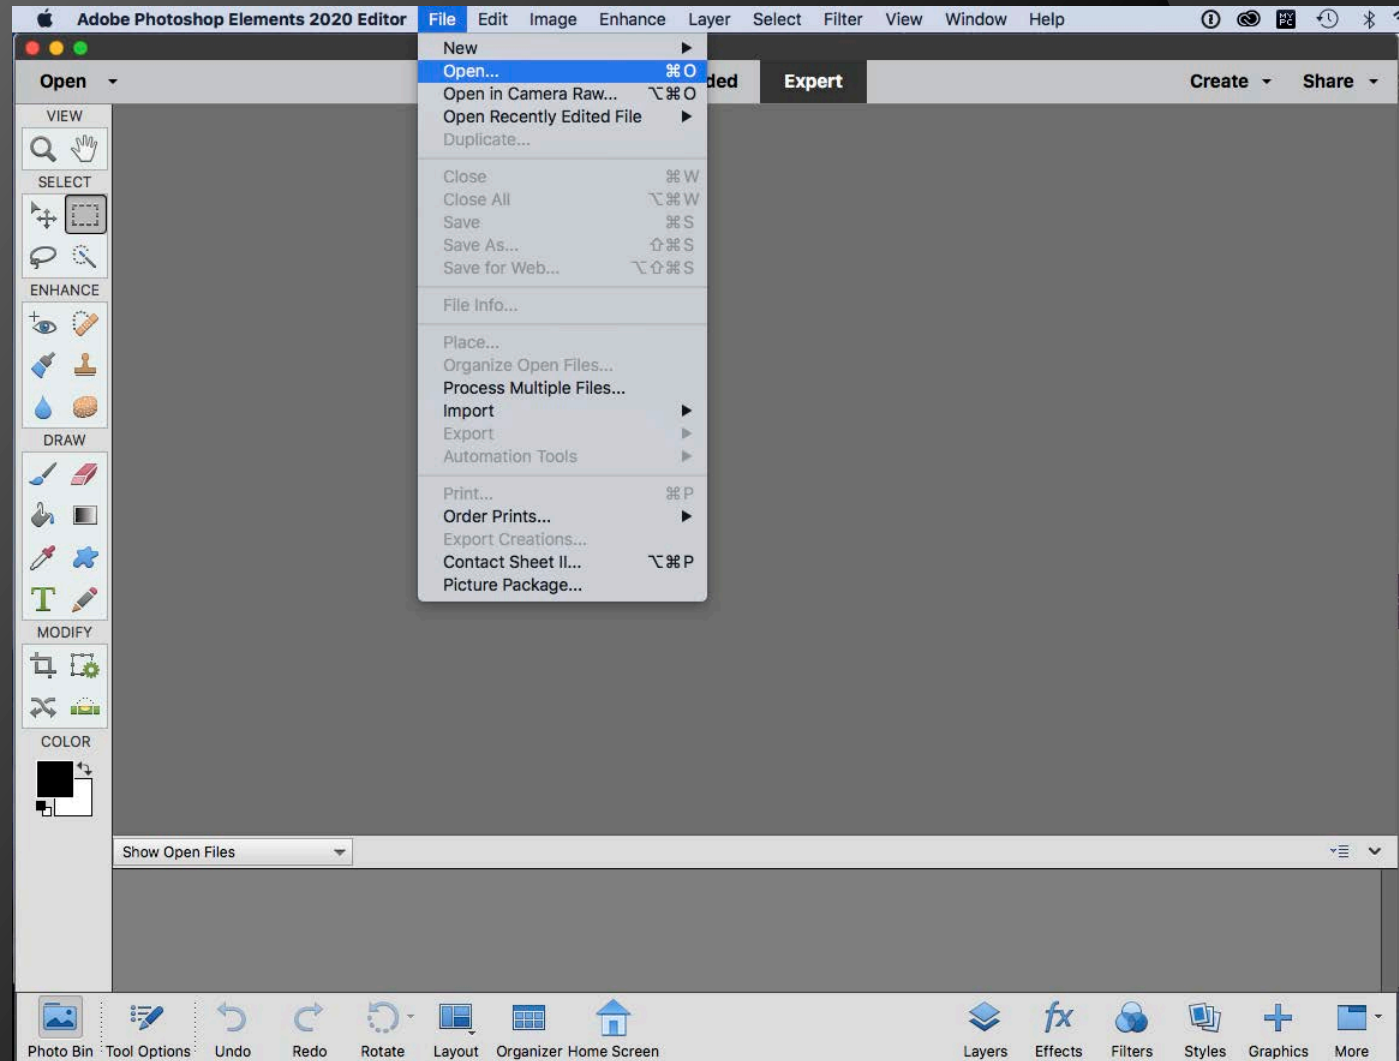 Adobe Photoshop Elements 2020 Editor File Edit Image Enhance Layer Select Filter View Window Help
Open
Expert
Create Share
New
Open... ⌘O
Open in Camera Raw... ⌥⌘O
Open Recently Edited File
Duplicate...
Close ⌘W
Close All ⌥⌘W
Save ⌘S
Save As... ⇧⌘S
Save for Web... ⌥⇧⌘S
File Info...
Place...
Organize Open Files...
Process Multiple Files...
Import
Export
Automation Tools
Print... ⌘P
Order Prints...
Export Creations...
Contact Sheet II... ⌥⌘P
Picture Package...
VIEW
SELECT
ENHANCE
DRAW
T
MODIFY
COLOR
Show Open Files
Photo Bin Tool Options Undo Redo Rotate Layout Organizer Home Screen Layers fx Effects Filters Styles Graphics More